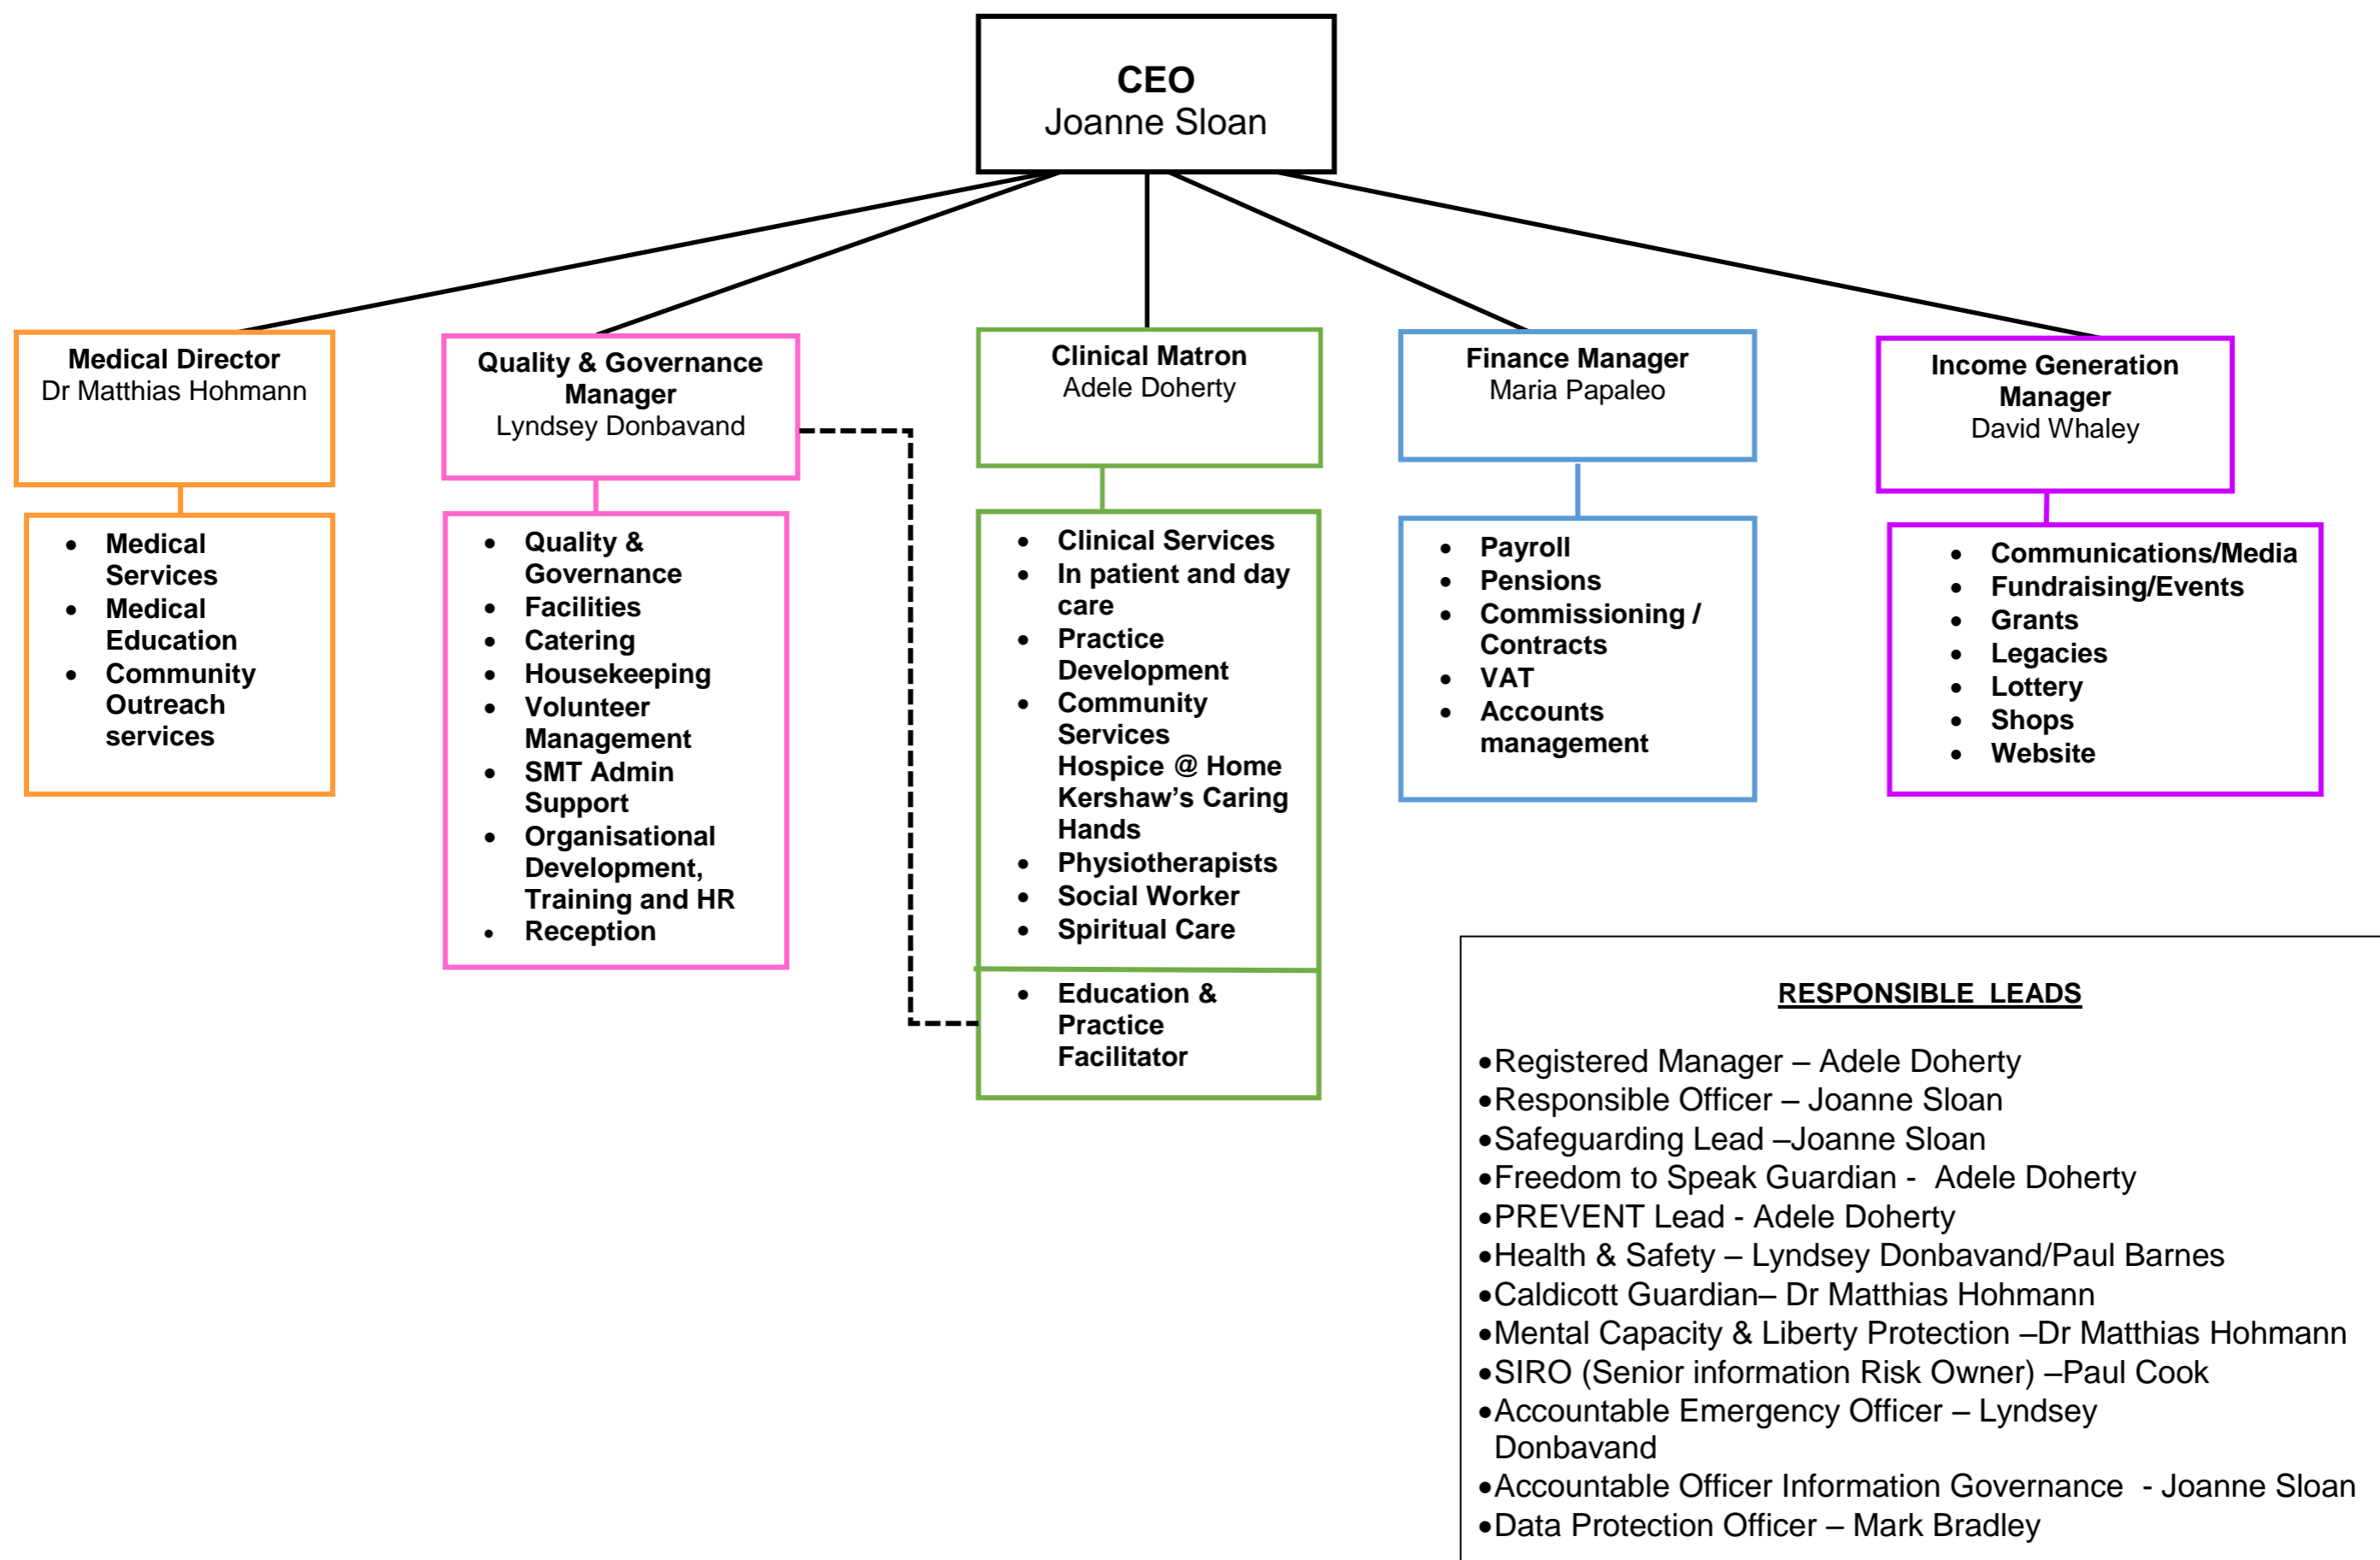 CEO
Joanne Sloan
Medical Director
Dr Matthias Hohmann
Quality & Governance
Manager
Lyndsey Donbavand
Clinical Matron
Adele Doherty
Finance Manager
Maria Papaleo
Income Generation
Manager
David Whaley
• Medical
Services
• Medical
Education
• Community
Outreach
services
• Quality &
Governance
• Facilities
• Catering
• Housekeeping
• Volunteer
Management
• SMT Admin
Support
• Organisational
Development,
Training and HR
• Reception
• Clinical Services
• In patient and day
care
• Practice
Development
• Community
Services
Hospice @ Home
Kershaw’s Caring
Hands
• Physiotherapists
• Social Worker
• Spiritual Care
• Education &
Practice
Facilitator
• Payroll
• Pensions
• Commissioning /
Contracts
• VAT
• Accounts
management
• Communications/Media
• Fundraising/Events
• Grants
• Legacies
• Lottery
• Shops
• Website
RESPONSIBLE LEADS
•Registered Manager – Adele Doherty
•Responsible Officer – Joanne Sloan
•Safeguarding Lead –Joanne Sloan
•Freedom to Speak Guardian - Adele Doherty
•PREVENT Lead - Adele Doherty
•Health & Safety – Lyndsey Donbavand/Paul Barnes
•Caldicott Guardian– Dr Matthias Hohmann
•Mental Capacity & Liberty Protection –Dr Matthias Hohmann
•SIRO (Senior information Risk Owner) –Paul Cook
•Accountable Emergency Officer – Lyndsey
Donbavand
•Accountable Officer Information Governance - Joanne Sloan
•Data Protection Officer – Mark Bradley